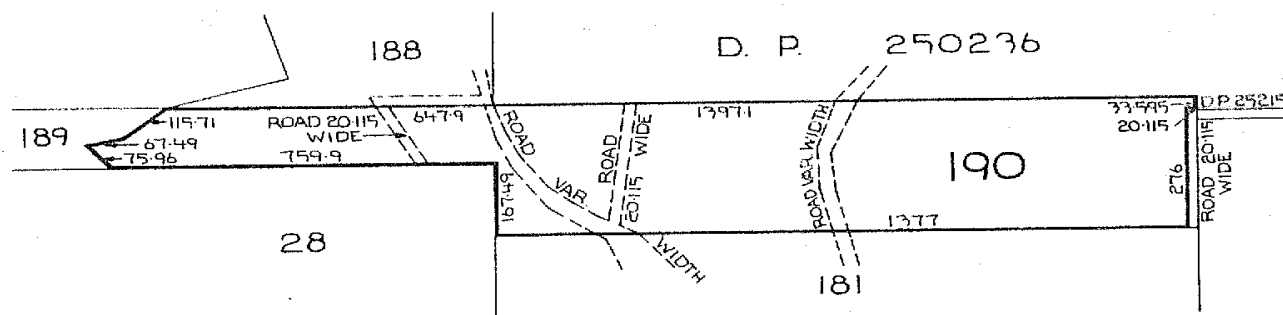 D. P. 250236
188
33.595
D.P. 25215
115.71
ROAD 20.115
WIDE
647.9
1397.1
20.115
189
67.49
75.96
759.9
ROAD
VAR.
WIDTH
ROAD
20.115 WIDE
ROAD VAR. WIDTH
190
276
ROAD 20.115
WIDE
167.49
1377
28
181